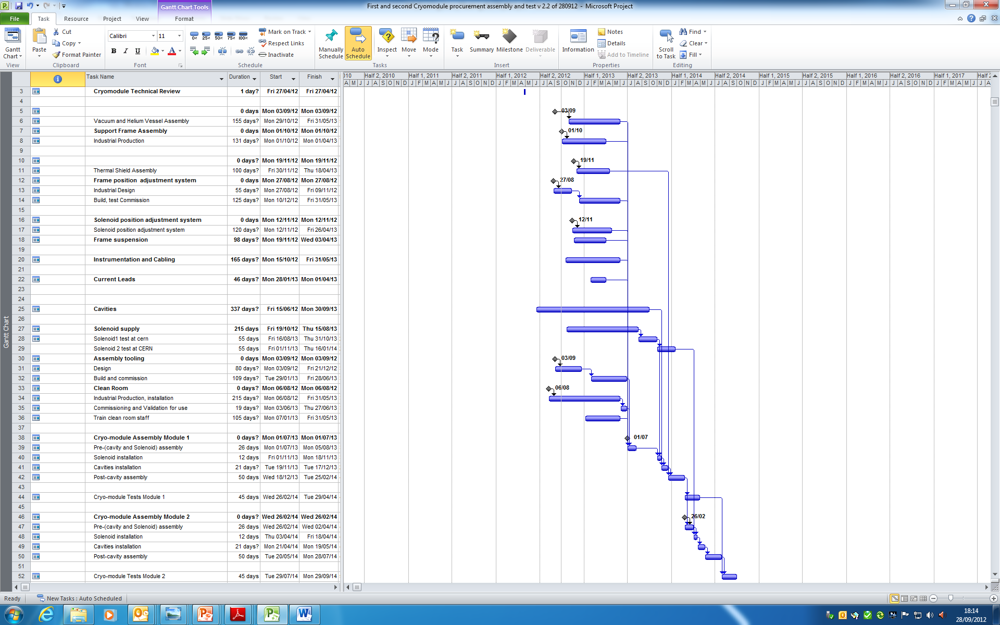 First and second Cryomodule procurement assembly and test v 2.2 of 280912 - Microsoft Project
Gantt Chart Tools
File Task Resource Project View Format
Gantt Chart
Paste
Cut
Copy
Format Painter
Calibri 11
B I U A
0% 25% 50% 75% 100%
Mark on Track
Respect Links
Inactivate
Manually Schedule
Auto Schedule
Inspect
Move
Mode
Task
Summary
Milestone
Deliverable
Information
Notes
Details
Add to Timeline
Scroll to Task
Find
Clear
Fill
View Clipboard Font Schedule Tasks Insert Properties Editing
Task Name Duration Start Finish
010 Half 2, 2010 Half 1, 2011 Half 2, 2011 Half 1, 2012 Half 2, 2012 Half 1, 2013 Half 2, 2013 Half 1, 2014 Half 2, 2014 Half 1, 2015 Half 2, 2015 Half 1, 2016 Half 2, 2016 Half 1, 2017 Half 2
A M J J A S O N D J F M A M J J A S O N D J F M A M J J A S O N D J F M A M J J A S O N D J F M A M J J A S O N D J F M A M J J A S O N D J F M A M J J A S O N D J F M A M J J A
3 Cryomodule Technical Review 1 day? Fri 27/04/12 Fri 27/04/12
4
5 0 days Mon 03/09/12 Mon 03/09/12 03/09
6 Vacuum and Helium Vessel Assembly 155 days? Mon 29/10/12 Fri 31/05/13
7 Support Frame Assembly 0 days Mon 01/10/12 Mon 01/10/12 01/10
8 Industrial Production 131 days? Mon 01/10/12 Mon 01/04/13
9
10 0 days? Mon 19/11/12 Mon 19/11/12 19/11
11 Thermal Shield Assembly 100 days? Fri 30/11/12 Thu 18/04/13
12 Frame position adjustment system 0 days Mon 27/08/12 Mon 27/08/12 27/08
13 Industrial Design 55 days? Mon 27/08/12 Fri 09/11/12
14 Build, test Commission 125 days? Mon 10/12/12 Fri 31/05/13
15
16 Solenoid position adjustment system 0 days Mon 12/11/12 Mon 12/11/12 12/11
17 Solenoid position adjustment system 120 days? Mon 12/11/12 Fri 26/04/13
18 Frame suspension 98 days? Mon 19/11/12 Wed 03/04/13
19
20 Instrumentation and Cabling 165 days? Mon 15/10/12 Fri 31/05/13
21
22 Current Leads 46 days? Mon 28/01/13 Mon 01/04/13
23
24
25 Cavities 337 days? Fri 15/06/12 Mon 30/09/13
26
27 Solenoid supply 215 days Fri 19/10/12 Thu 15/08/13
28 Solenoid1 test at cern 55 days Fri 16/08/13 Thu 31/10/13
29 Solenoid 2 test at CERN 55 days Fri 01/11/13 Thu 16/01/14
30 Assembly tooling 0 days Mon 03/09/12 Mon 03/09/12 03/09
31 Design 80 days? Mon 03/09/12 Fri 21/12/12
32 Build and commission 109 days? Tue 29/01/13 Fri 28/06/13
33 Clean Room 0 days? Mon 06/08/12 Mon 06/08/12 06/08
34 Industrial Production, installation 215 days? Mon 06/08/12 Fri 31/05/13
35 Commissioning and Validation for use 19 days? Mon 03/06/13 Thu 27/06/13
36 Train clean room staff 105 days? Mon 07/01/13 Fri 31/05/13
37
38 Cryo-module Assembly Module 1 0 days? Mon 01/07/13 Mon 01/07/13 01/07
39 Pre-(cavity and Solenoid) assembly 26 days Mon 01/07/13 Mon 05/08/13
40 Solenoid installation 12 days Fri 01/11/13 Mon 18/11/13
41 Cavities installation 21 days? Tue 19/11/13 Tue 17/12/13
42 Post-cavity assembly 50 days Wed 18/12/13 Tue 25/02/14
43
44 Cryo-module Tests Module 1 45 days Wed 26/02/14 Tue 29/04/14
45
46 Cryo-module Assembly Module 2 0 days? Wed 26/02/14 Wed 26/02/14 26/02
47 Pre-(cavity and Solenoid) assembly 26 days Wed 26/02/14 Wed 02/04/14
48 Solenoid installation 12 days Thu 03/04/14 Fri 18/04/14
49 Cavities installation 21 days? Mon 21/04/14 Mon 19/05/14
50 Post-cavity assembly 50 days Tue 20/05/14 Mon 28/07/14
51
52 Cryo-module Tests Module 2 45 days Tue 29/07/14 Mon 29/09/14
Gantt Chart
Ready New Tasks : Auto Scheduled
18:14
28/09/2012